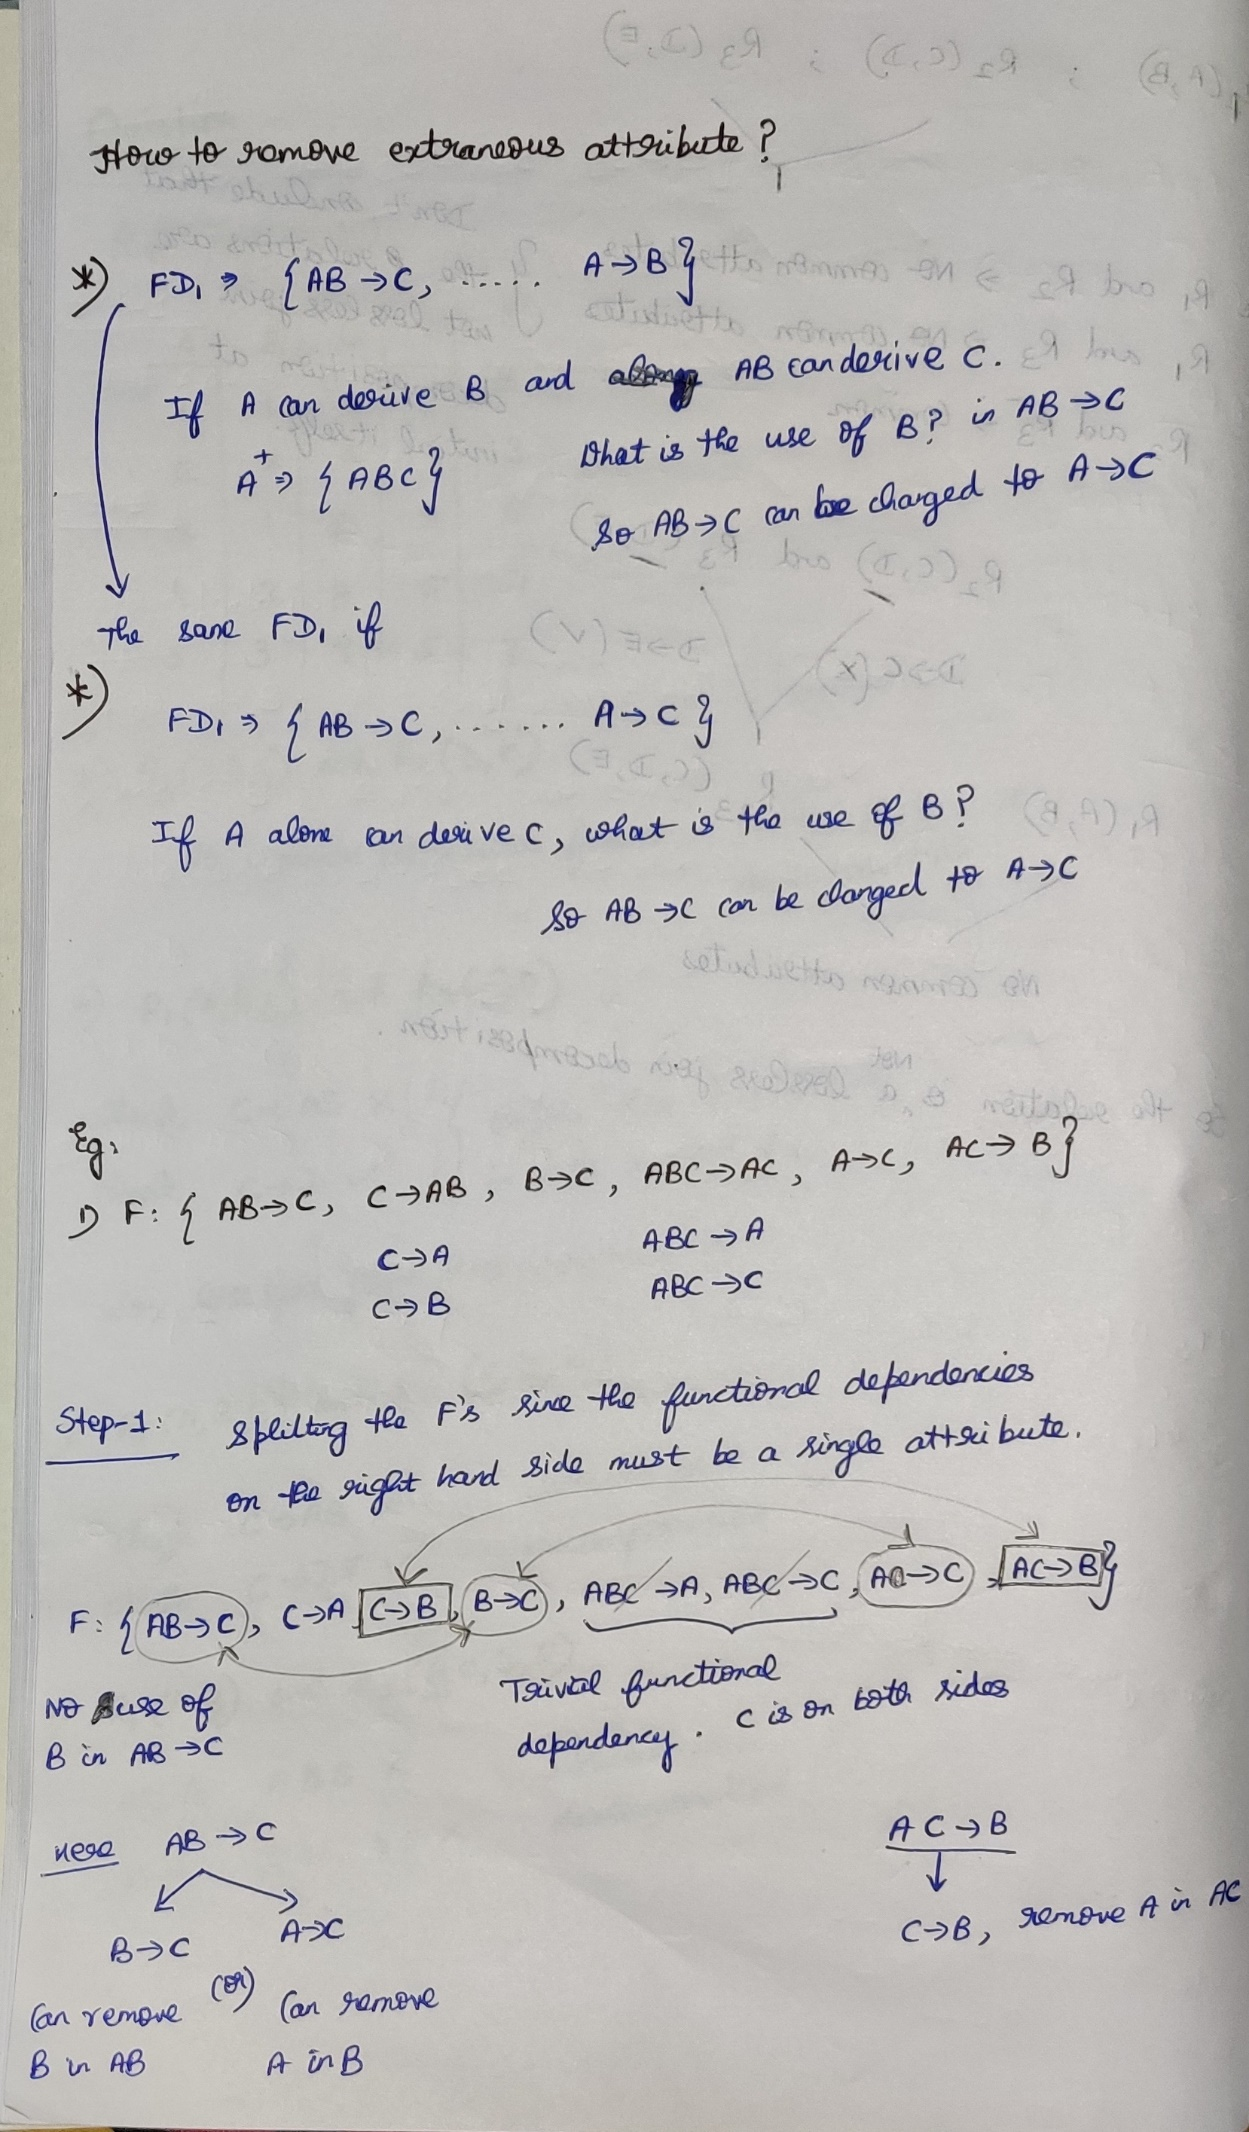 How to remove extraneous attribute?
*) FD₁ ⇒ {AB → C, ...... A → B}
If A can derive B and AB can derive C.
A⁺ ⇒ {ABC}
What is the use of B? in AB → C
So AB → C can be changed to A → C
The same FD₁ if
*)
FD₁ ⇒ {AB → C, ....... A → C}
If A alone can derive C, what is the use of B?
So AB → C can be changed to A → C
Eg:
1) F: {AB → C, C → AB, B → C, ABC → AC, A → C, AC → B}
C → A ABC → A
C → B ABC → C
Step-1: Splitting the F's since the functional dependencies
on the right hand side must be a single attribute.
F: {AB → C, C → A, C → B, B → C, ABC → A, ABC → C, A → C, AC → B}
No use of
B in AB → C
Trivial functional
dependency. C is on both sides
Here AB → C
B → C A → C
Can remove (or) Can remove
B in AB A in B
AC → B
C → B, remove A in AC